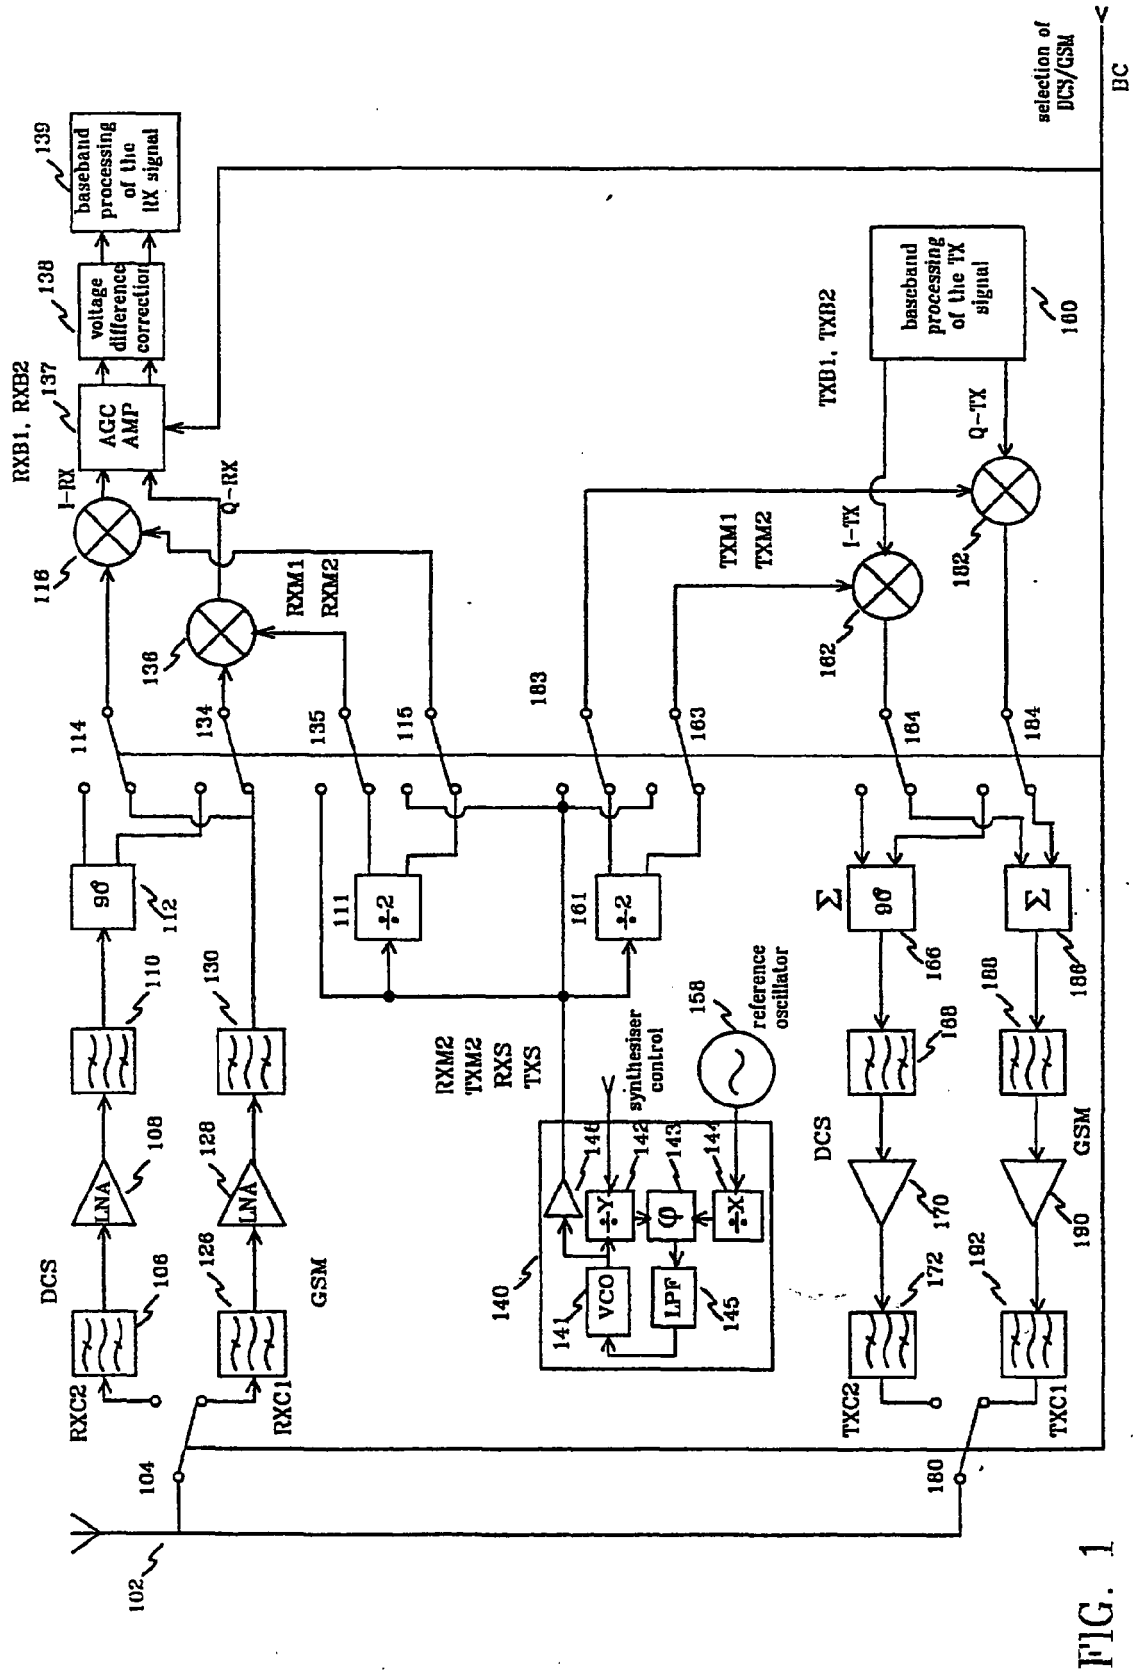 102
104
RXC2
DCS
106
LNA
108
110
90°
112
114
116
I-RX
RXB1, RXB2
137
AGC
AMP
138
voltage
difference
correction
139
baseband
processing
of the
RX signal
RXC1
GSM
126
LNA
128
130
134
136
Q-RX
RXM1
RXM2
135
115
111
÷2
161
÷2
183
163
TXM1
TXM2
RXM2
TXM2
RXS
TXS
synthesiser
control
158
reference
oscillator
140
141
VCO
146
÷Y
142
φ
143
÷X
144
LPF
145
TXB1, TXB2
baseband
processing
of the TX
signal
160
I-TX
Q-TX
162
182
164
184
Σ
90°
166
168
DCS
170
172
TXC2
Σ
186
188
GSM
190
192
TXC1
180
selection of
DCS/GSM
BC
FIG. 1